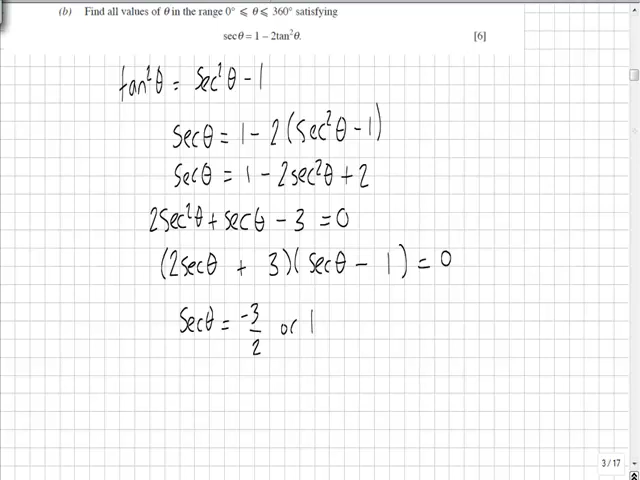 (b) Find all values of θ in the range 0° ⩽ θ ⩽ 360° satisfying
secθ = 1 − 2tan²θ. [6]
tan²θ = sec²θ − 1
secθ = 1 − 2(sec²θ − 1)
secθ = 1 − 2sec²θ + 2
2sec²θ + secθ − 3 = 0
(2secθ + 3)(secθ − 1) = 0
secθ = -3/2 or 1
3 / 17